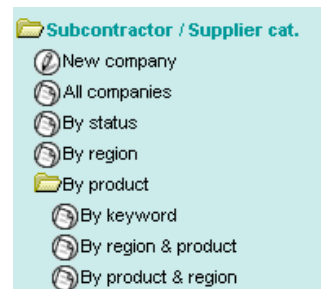 Subcontractor / Supplier cat.
New company
All companies
By status
By region
By product
By keyword
By region & product
By product & region